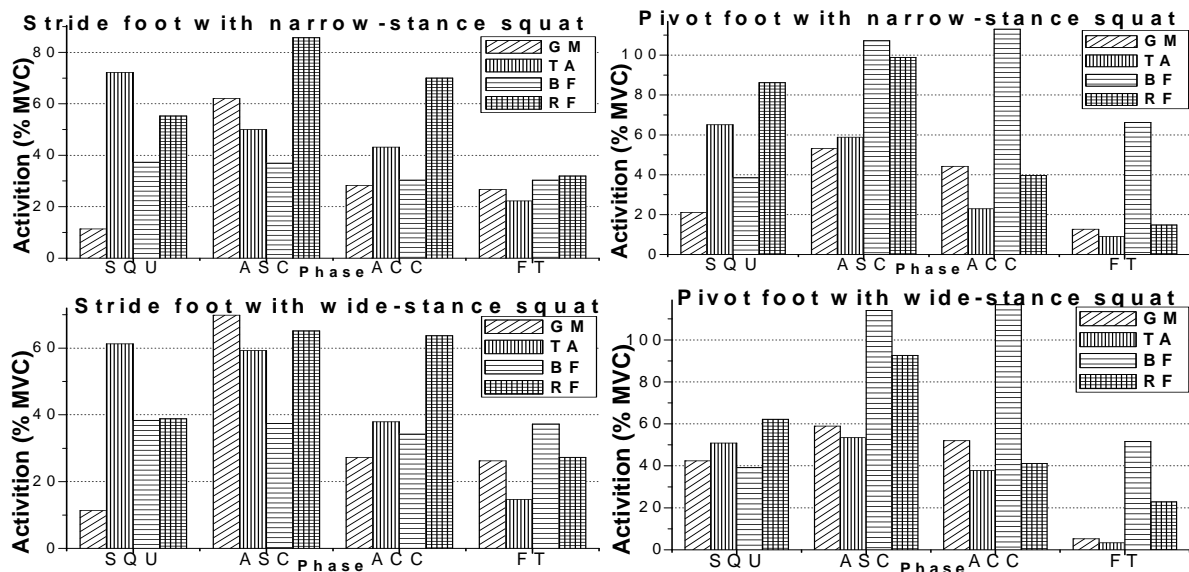 Stride foot with narrow-stance squat
Activition (% MVC)
80
60
40
20
0
GM
TA
BF
RF
SQU ASC ACC FT
Phase
Pivot foot with narrow-stance squat
Activition (% MVC)
100
80
60
40
20
0
GM
TA
BF
RF
SQU ASC ACC FT
Phase
Stride foot with wide-stance squat
Activition (% MVC)
60
40
20
0
GM
TA
BF
RF
SQU ASC ACC FT
Phase
Pivot foot with wide-stance squat
Activition (% MVC)
100
80
60
40
20
0
GM
TA
BF
RF
SQU ASC ACC FT
Phase